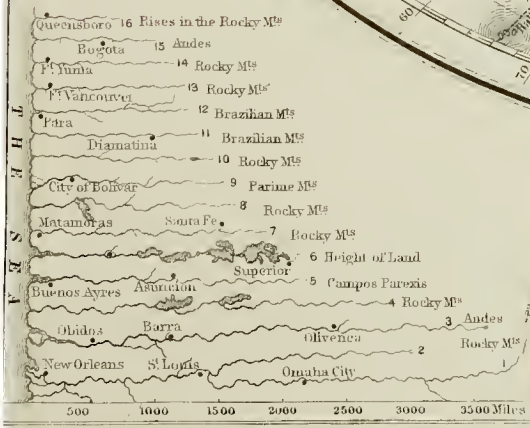 Queensboro 16 Rises in the Rocky Mts
Bogota 15 Andes
Ft. Yuma 14 Rocky Mts
Ft. Vancouver 13 Rocky Mts
Para 12 Brazilian Mts
Diamatina 11 Brazilian Mts
10 Rocky Mts
City of Bolivar 9 Parime Mts
8 Rocky Mts
Matamoras Santa Fe 7 Rocky Mts
6 Height of Land
Superior
Buenos Ayres Asuncion 5 Campos Parexis
4 Rocky Mts
Obidos Barra Olivenca 3 Andes
Rocky Mts
New Orleans St. Louis 2
Omaha City 1
500 1000 1500 2000 2500 3000 3500 Miles
THE SEA
60
70